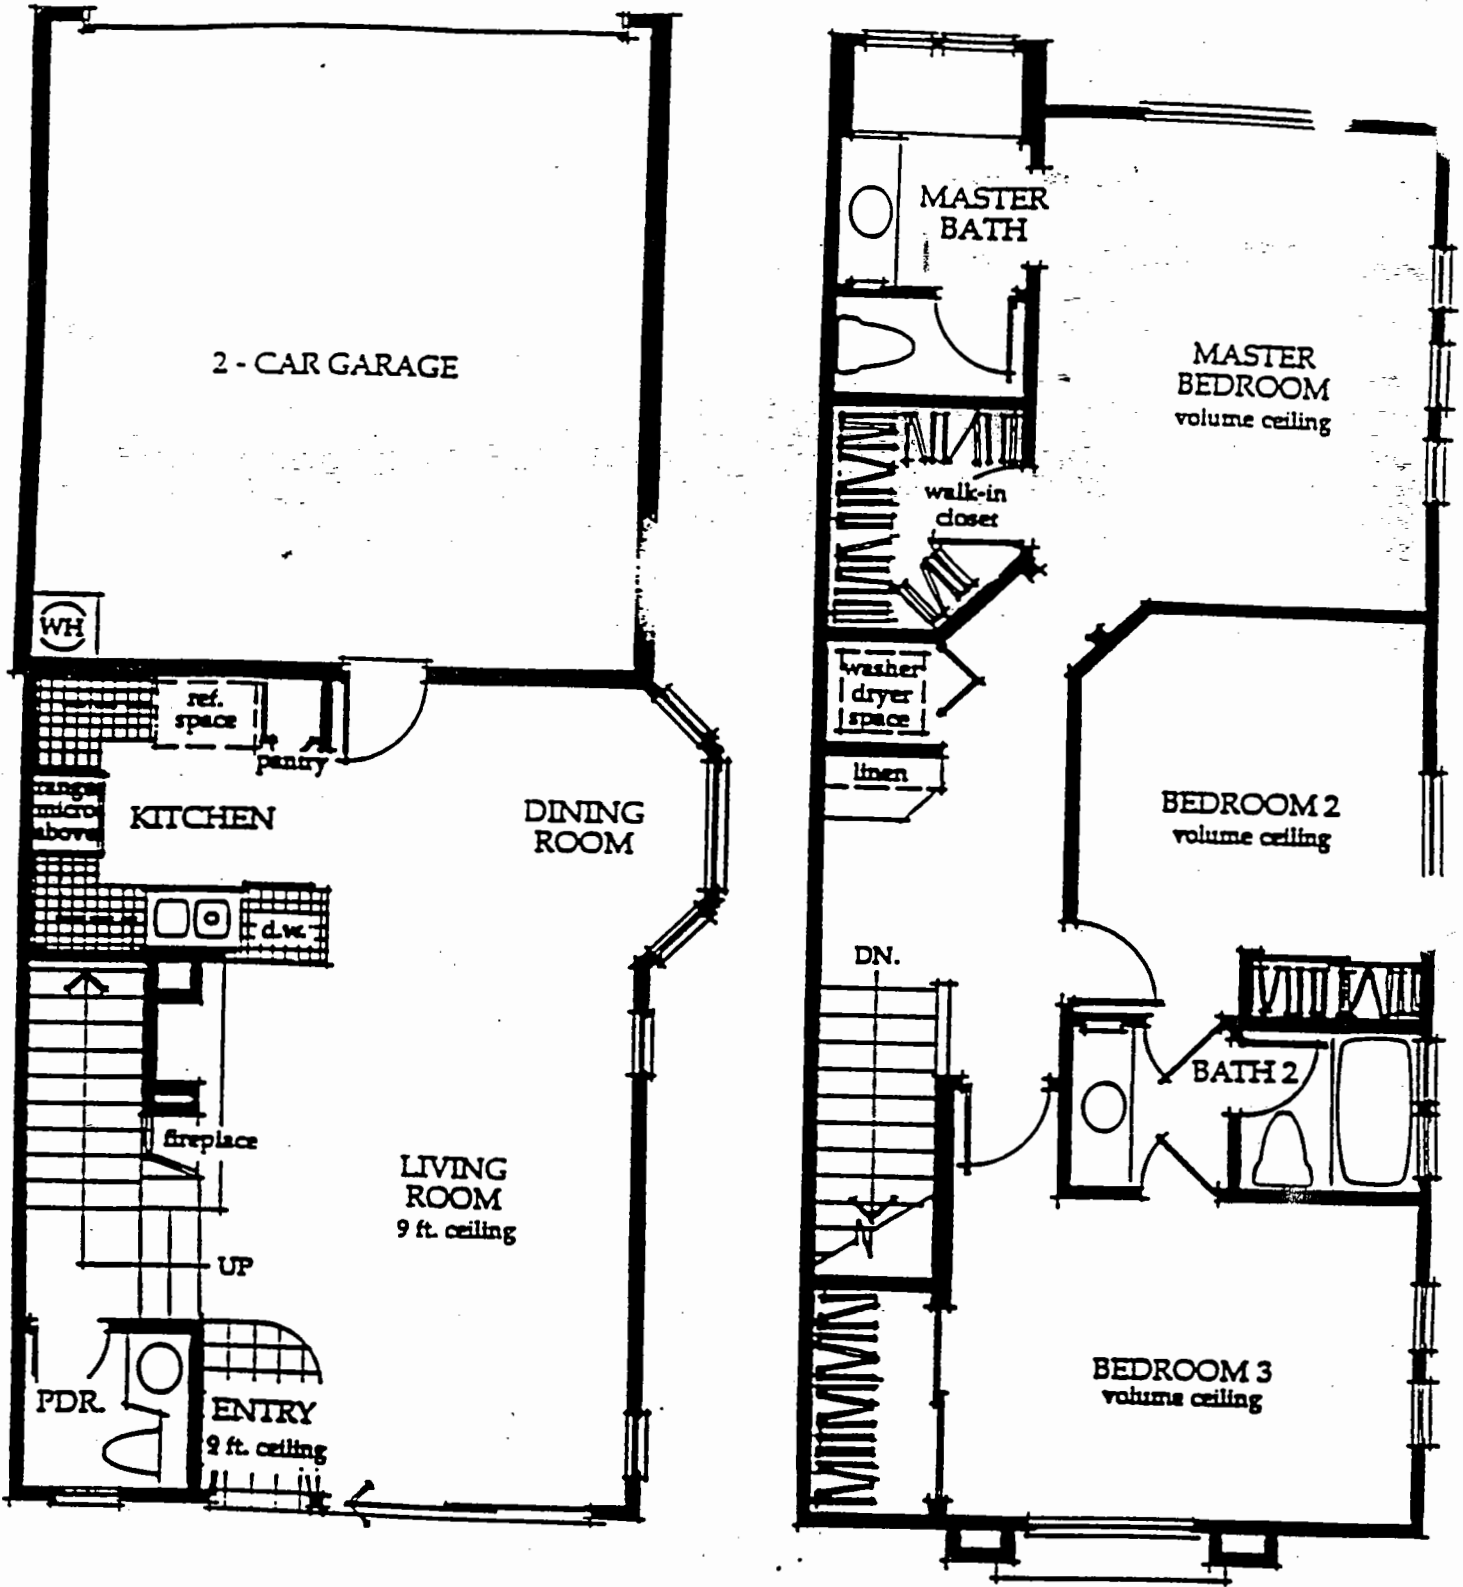 2 - CAR GARAGE
WH
ref.
space
pantry
range
micro
above
KITCHEN
DINING
ROOM
d.w.
fireplace
LIVING
ROOM
9 ft. ceiling
UP
PDR.
ENTRY
9 ft. ceiling
MASTER
BATH
MASTER
BEDROOM
volume ceiling
walk-in
closet
washer
dryer
space
linen
BEDROOM 2
volume ceiling
DN.
BATH 2
BEDROOM 3
volume ceiling